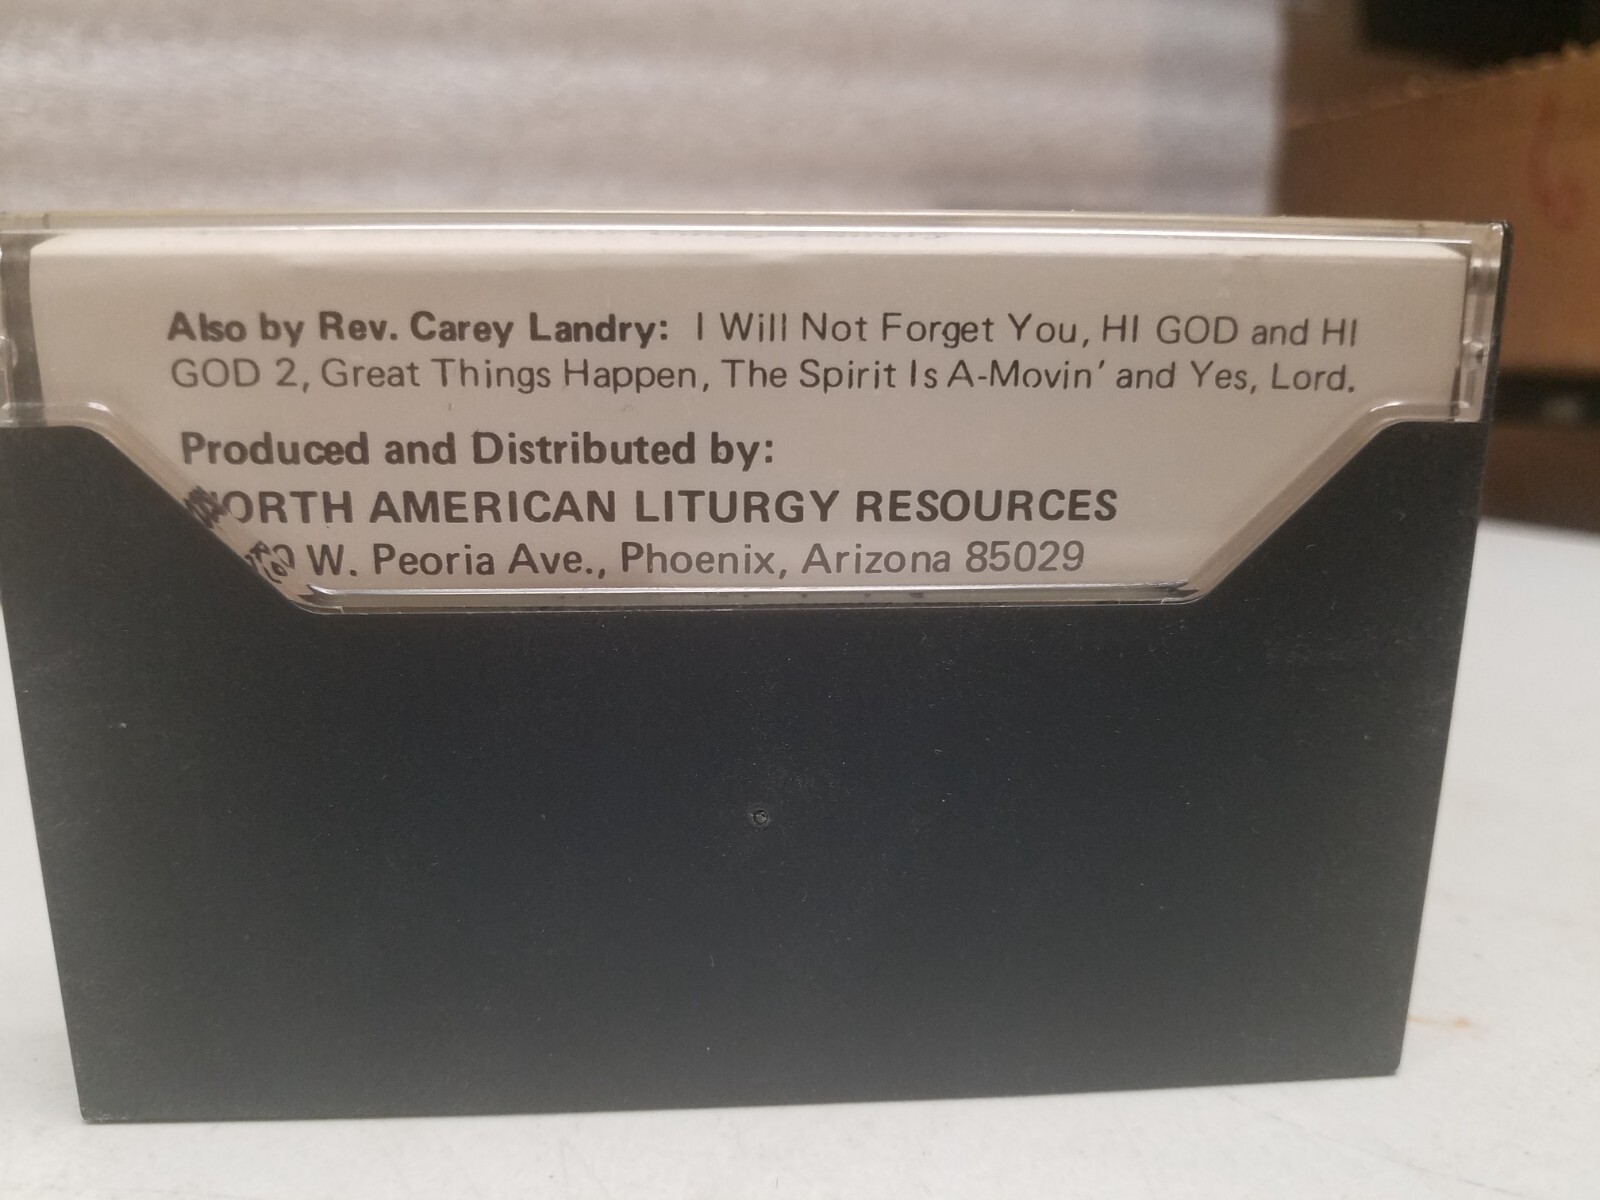 Also by Rev. Carey Landry: I Will Not Forget You, HI GOD and HI
GOD 2, Great Things Happen, The Spirit Is A-Movin' and Yes, Lord.
Produced and Distributed by:
NORTH AMERICAN LITURGY RESOURCES
W. Peoria Ave., Phoenix, Arizona 85029